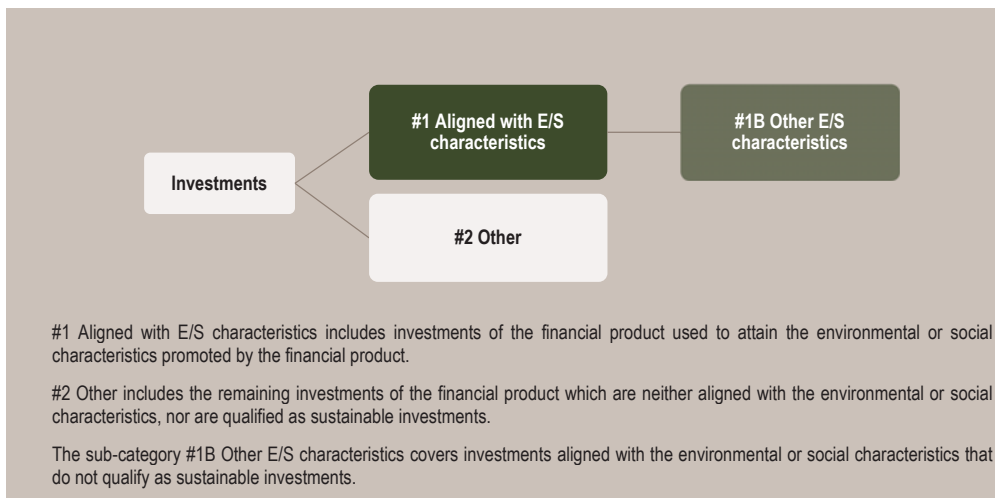 #1 Aligned with E/S
characteristics
#1B Other E/S
characteristics
Investments
#2 Other
#1 Aligned with E/S characteristics includes investments of the financial product used to attain the environmental or social
characteristics promoted by the financial product.
#2 Other includes the remaining investments of the financial product which are neither aligned with the environmental or social
characteristics, nor are qualified as sustainable investments.
The sub-category #1B Other E/S characteristics covers investments aligned with the environmental or social characteristics that
do not qualify as sustainable investments.